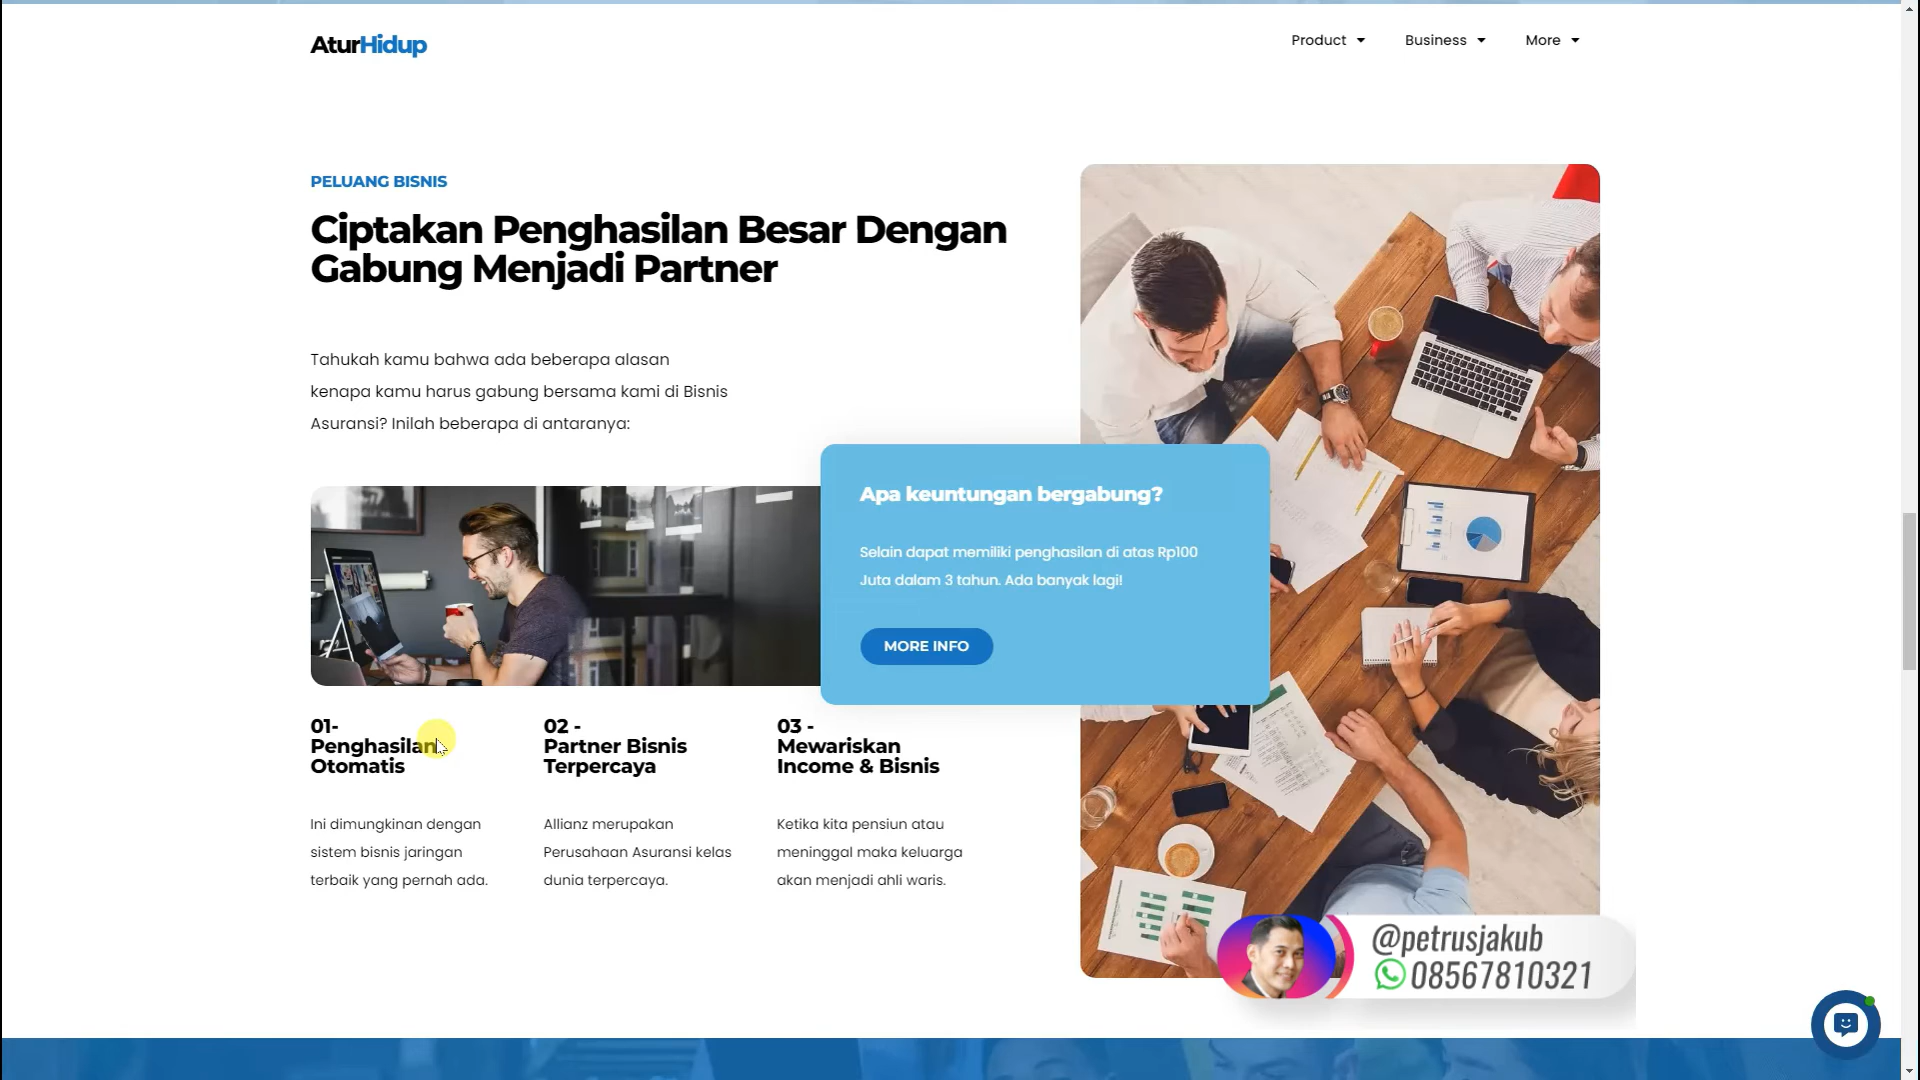 AturHidup
Product
Business
More
PELUANG BISNIS
Ciptakan Penghasilan Besar Dengan
Gabung Menjadi Partner
Tahukah kamu bahwa ada beberapa alasan
kenapa kamu harus gabung bersama kami di Bisnis
Asuransi? Inilah beberapa di antaranya:
Apa keuntungan bergabung?
Selain dapat memiliki penghasilan di atas Rp100
Juta dalam 3 tahun. Ada banyak lagi!
MORE INFO
01-
Penghasilan
Otomatis
Ini dimungkinan dengan
sistem bisnis jaringan
terbaik yang pernah ada.
02 -
Partner Bisnis
Terpercaya
Allianz merupakan
Perusahaan Asuransi kelas
dunia terpercaya.
03 -
Mewariskan
Income & Bisnis
Ketika kita pensiun atau
meninggal maka keluarga
akan menjadi ahli waris.
@petrusjakub
08567810321